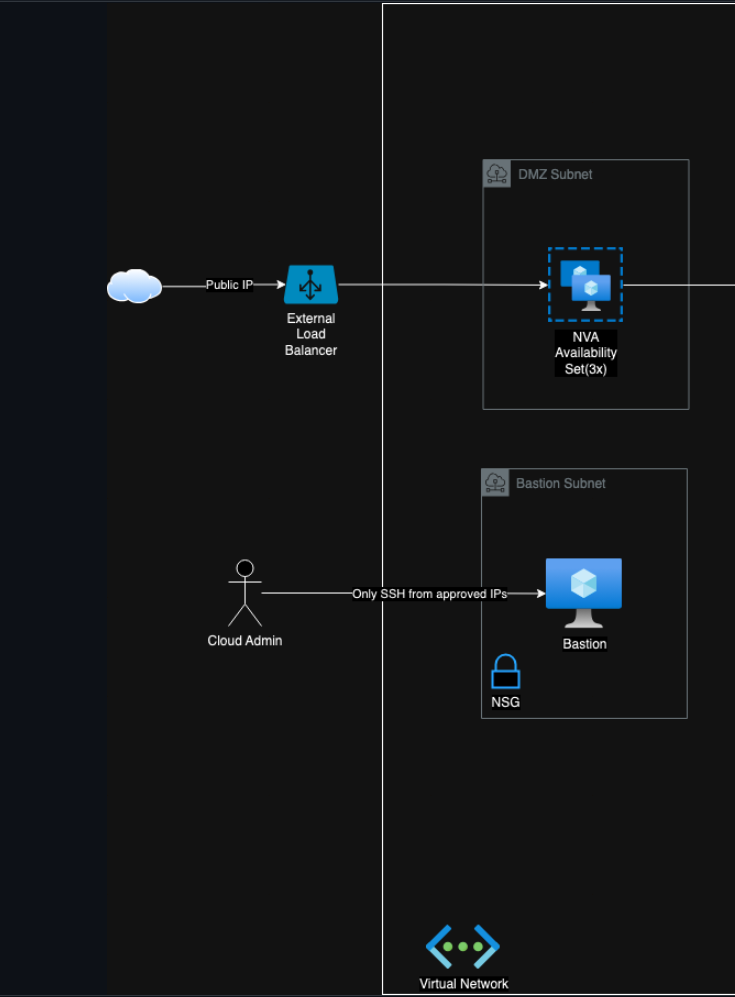 DMZ Subnet
Public IP
External
Load
Balancer
NVA
Availability
Set(3x)
Bastion Subnet
Only SSH from approved IPs
Cloud Admin
Bastion
NSG
Virtual Network